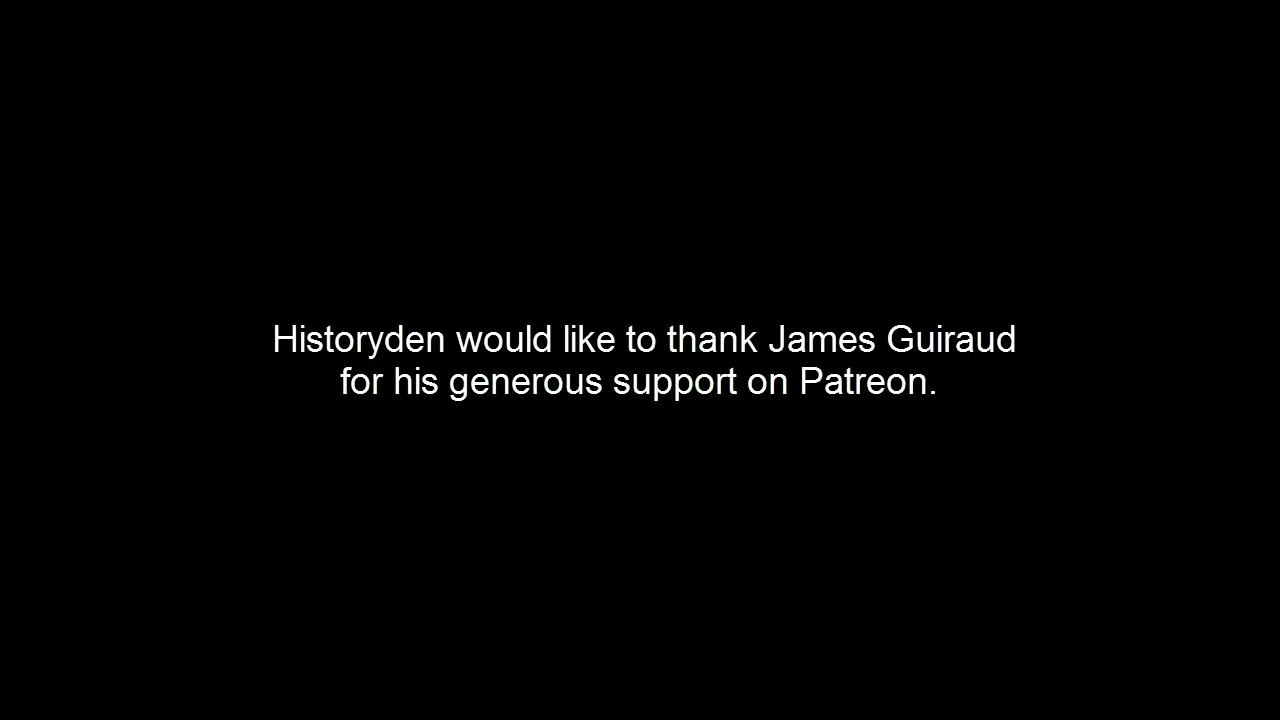 Historyden would like to thank James Guiraud
for his generous support on Patreon.